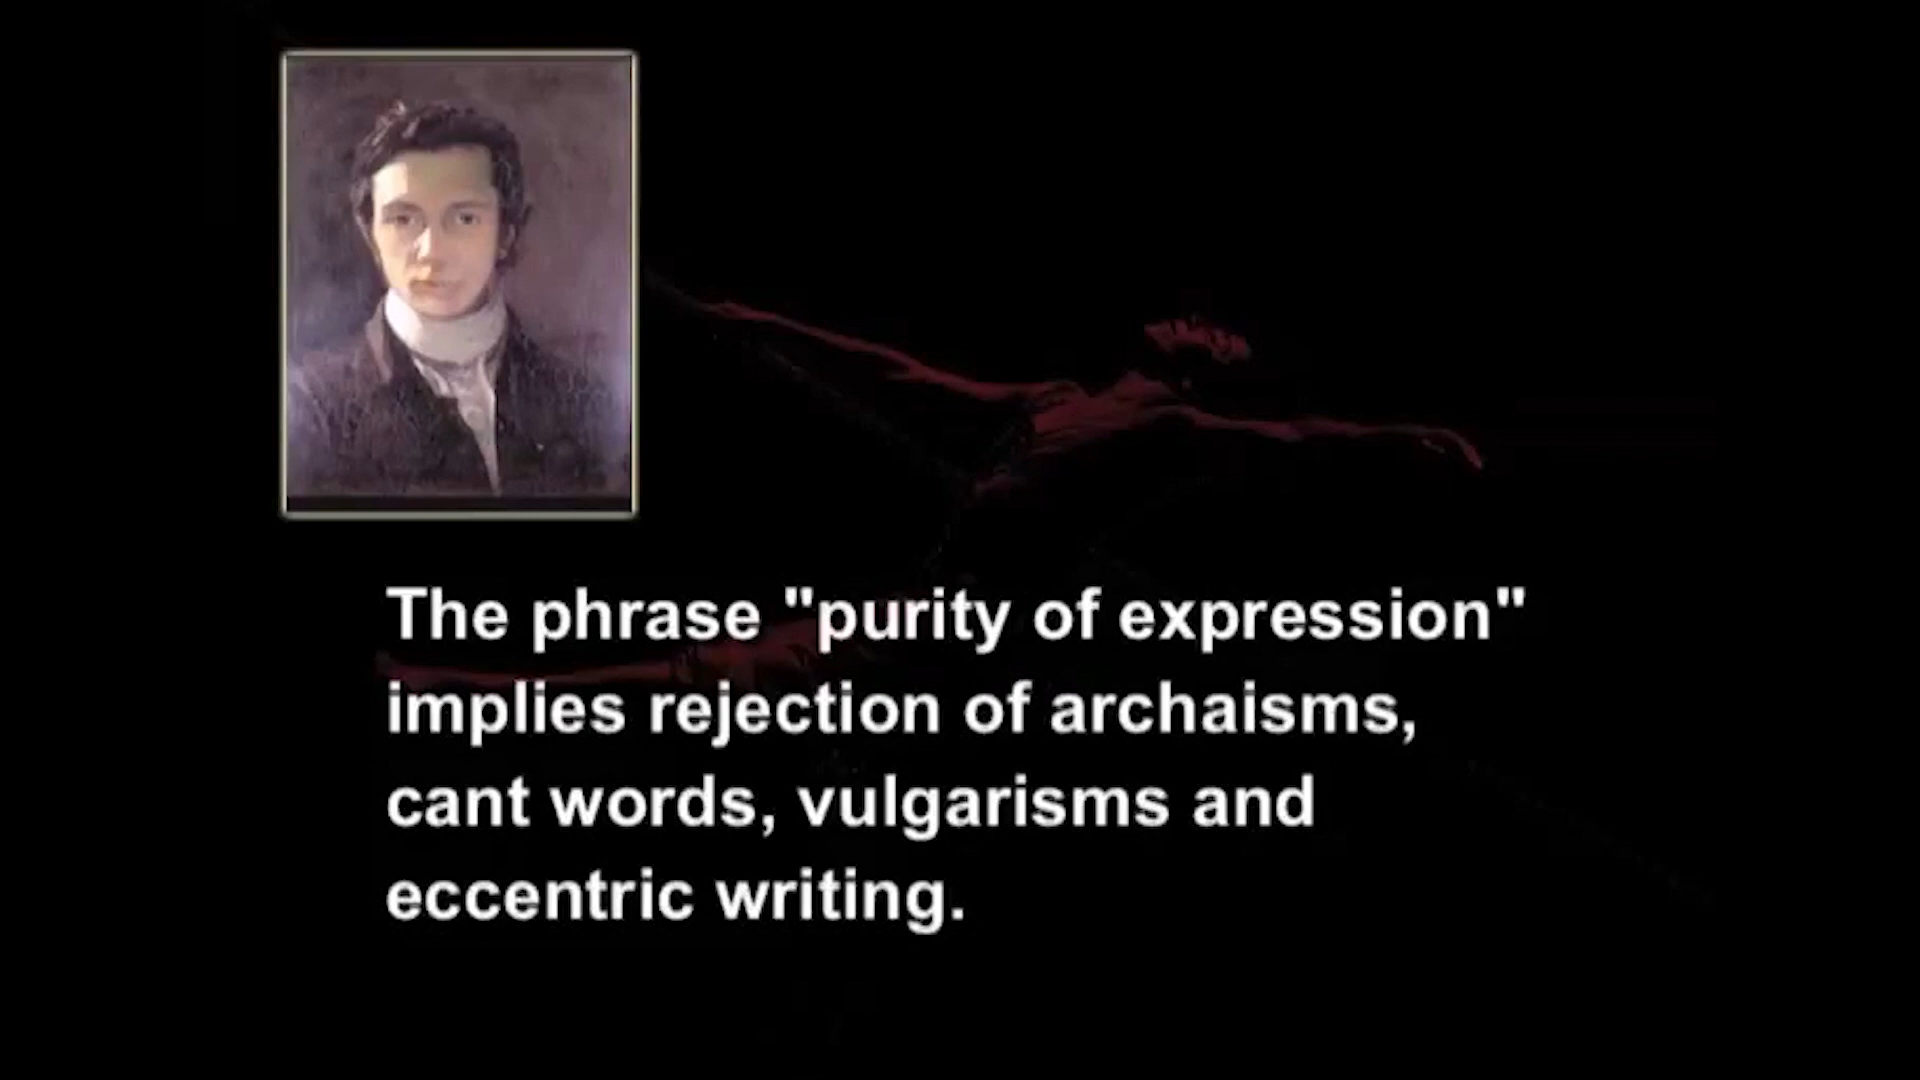 The phrase "purity of expression"
implies rejection of archaisms,
cant words, vulgarisms and
eccentric writing.